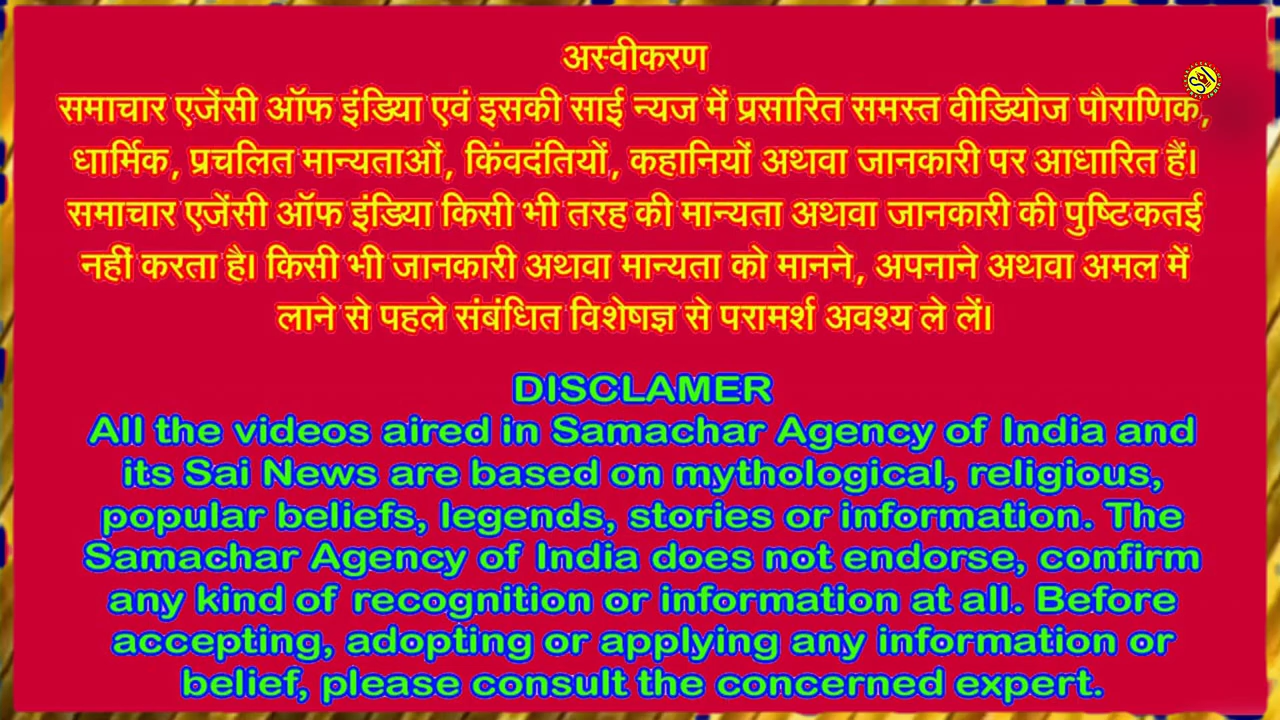 अस्वीकरण
समाचार एजेंसी ऑफ इंडिया एवं इसकी साई न्यज में प्रसारित समस्त वीडियोज पौराणिक,
धार्मिक, प्रचलित मान्यताओं, किंवदंतियों, कहानियों अथवा जानकारी पर आधारित हैं।
समाचार एजेंसी ऑफ इंडिया किसी भी तरह की मान्यता अथवा जानकारी की पुष्टि कतई
नहीं करता है। किसी भी जानकारी अथवा मान्यता को मानने, अपनाने अथवा अमल में
लाने से पहले संबंधित विशेषज्ञ से परामर्श अवश्य ले लें।
DISCLAMER
All the videos aired in Samachar Agency of India and
its Sai News are based on mythological, religious,
popular beliefs, legends, stories or information. The
Samachar Agency of India does not endorse, confirm
any kind of recognition or information at all. Before
accepting, adopting or applying any information or
belief, please consult the concerned expert.